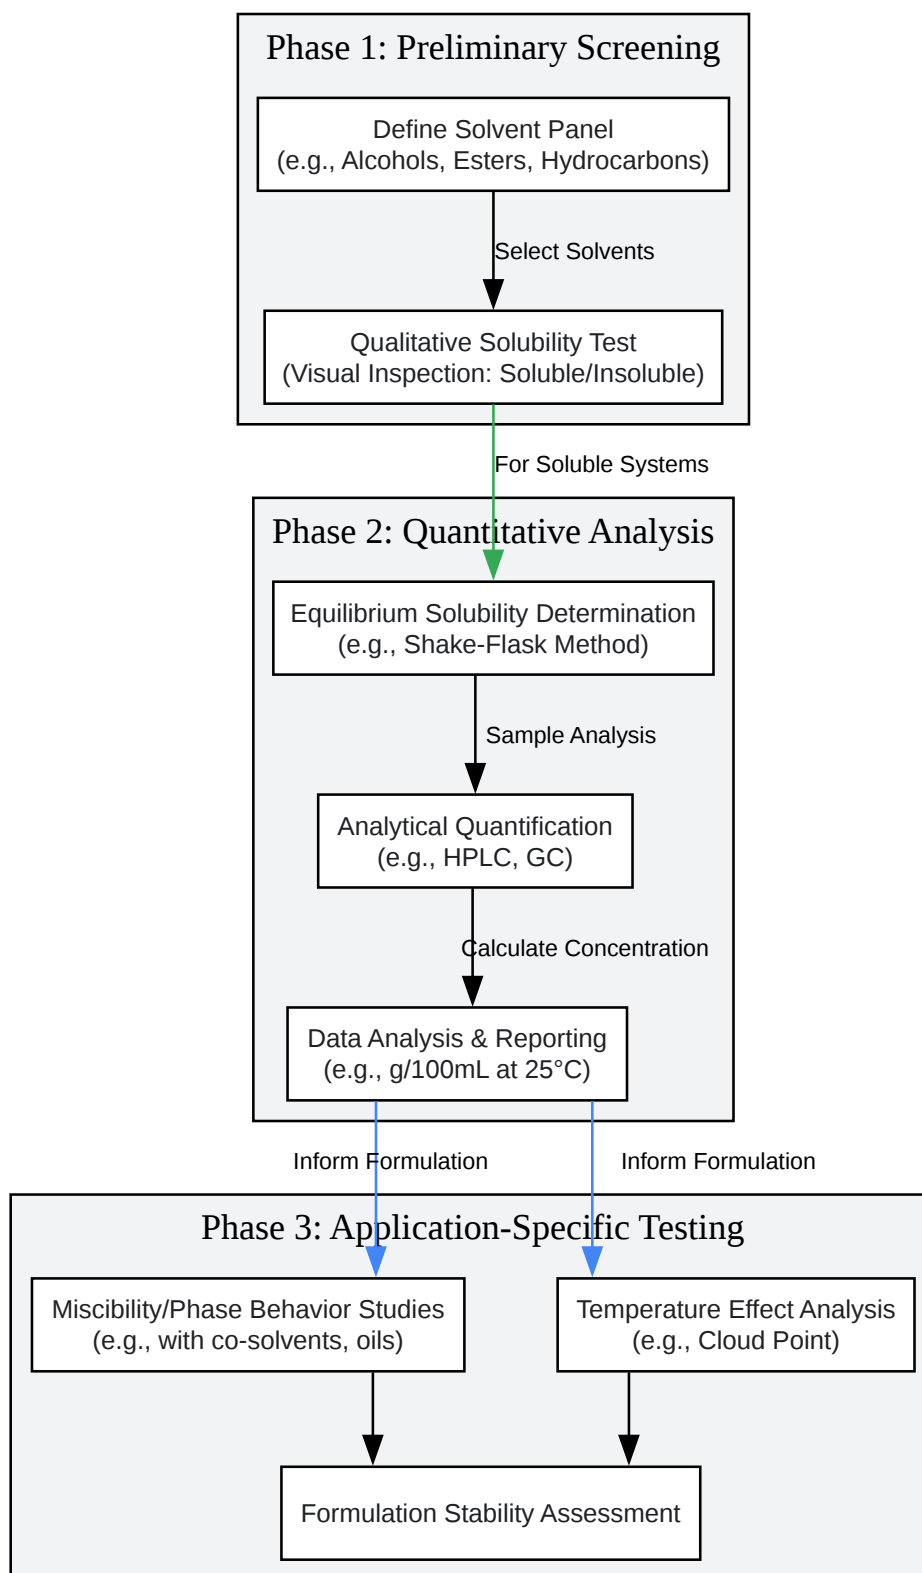 Phase 1: Preliminary Screening
Define Solvent Panel
(e.g., Alcohols, Esters, Hydrocarbons)
Select Solvents
Qualitative Solubility Test
(Visual Inspection: Soluble/Insoluble)
For Soluble Systems
Phase 2: Quantitative Analysis
Equilibrium Solubility Determination
(e.g., Shake-Flask Method)
Sample Analysis
Analytical Quantification
(e.g., HPLC, GC)
Calculate Concentration
Data Analysis & Reporting
(e.g., g/100mL at 25°C)
Inform Formulation
Inform Formulation
Phase 3: Application-Specific Testing
Miscibility/Phase Behavior Studies
(e.g., with co-solvents, oils)
Temperature Effect Analysis
(e.g., Cloud Point)
Formulation Stability Assessment